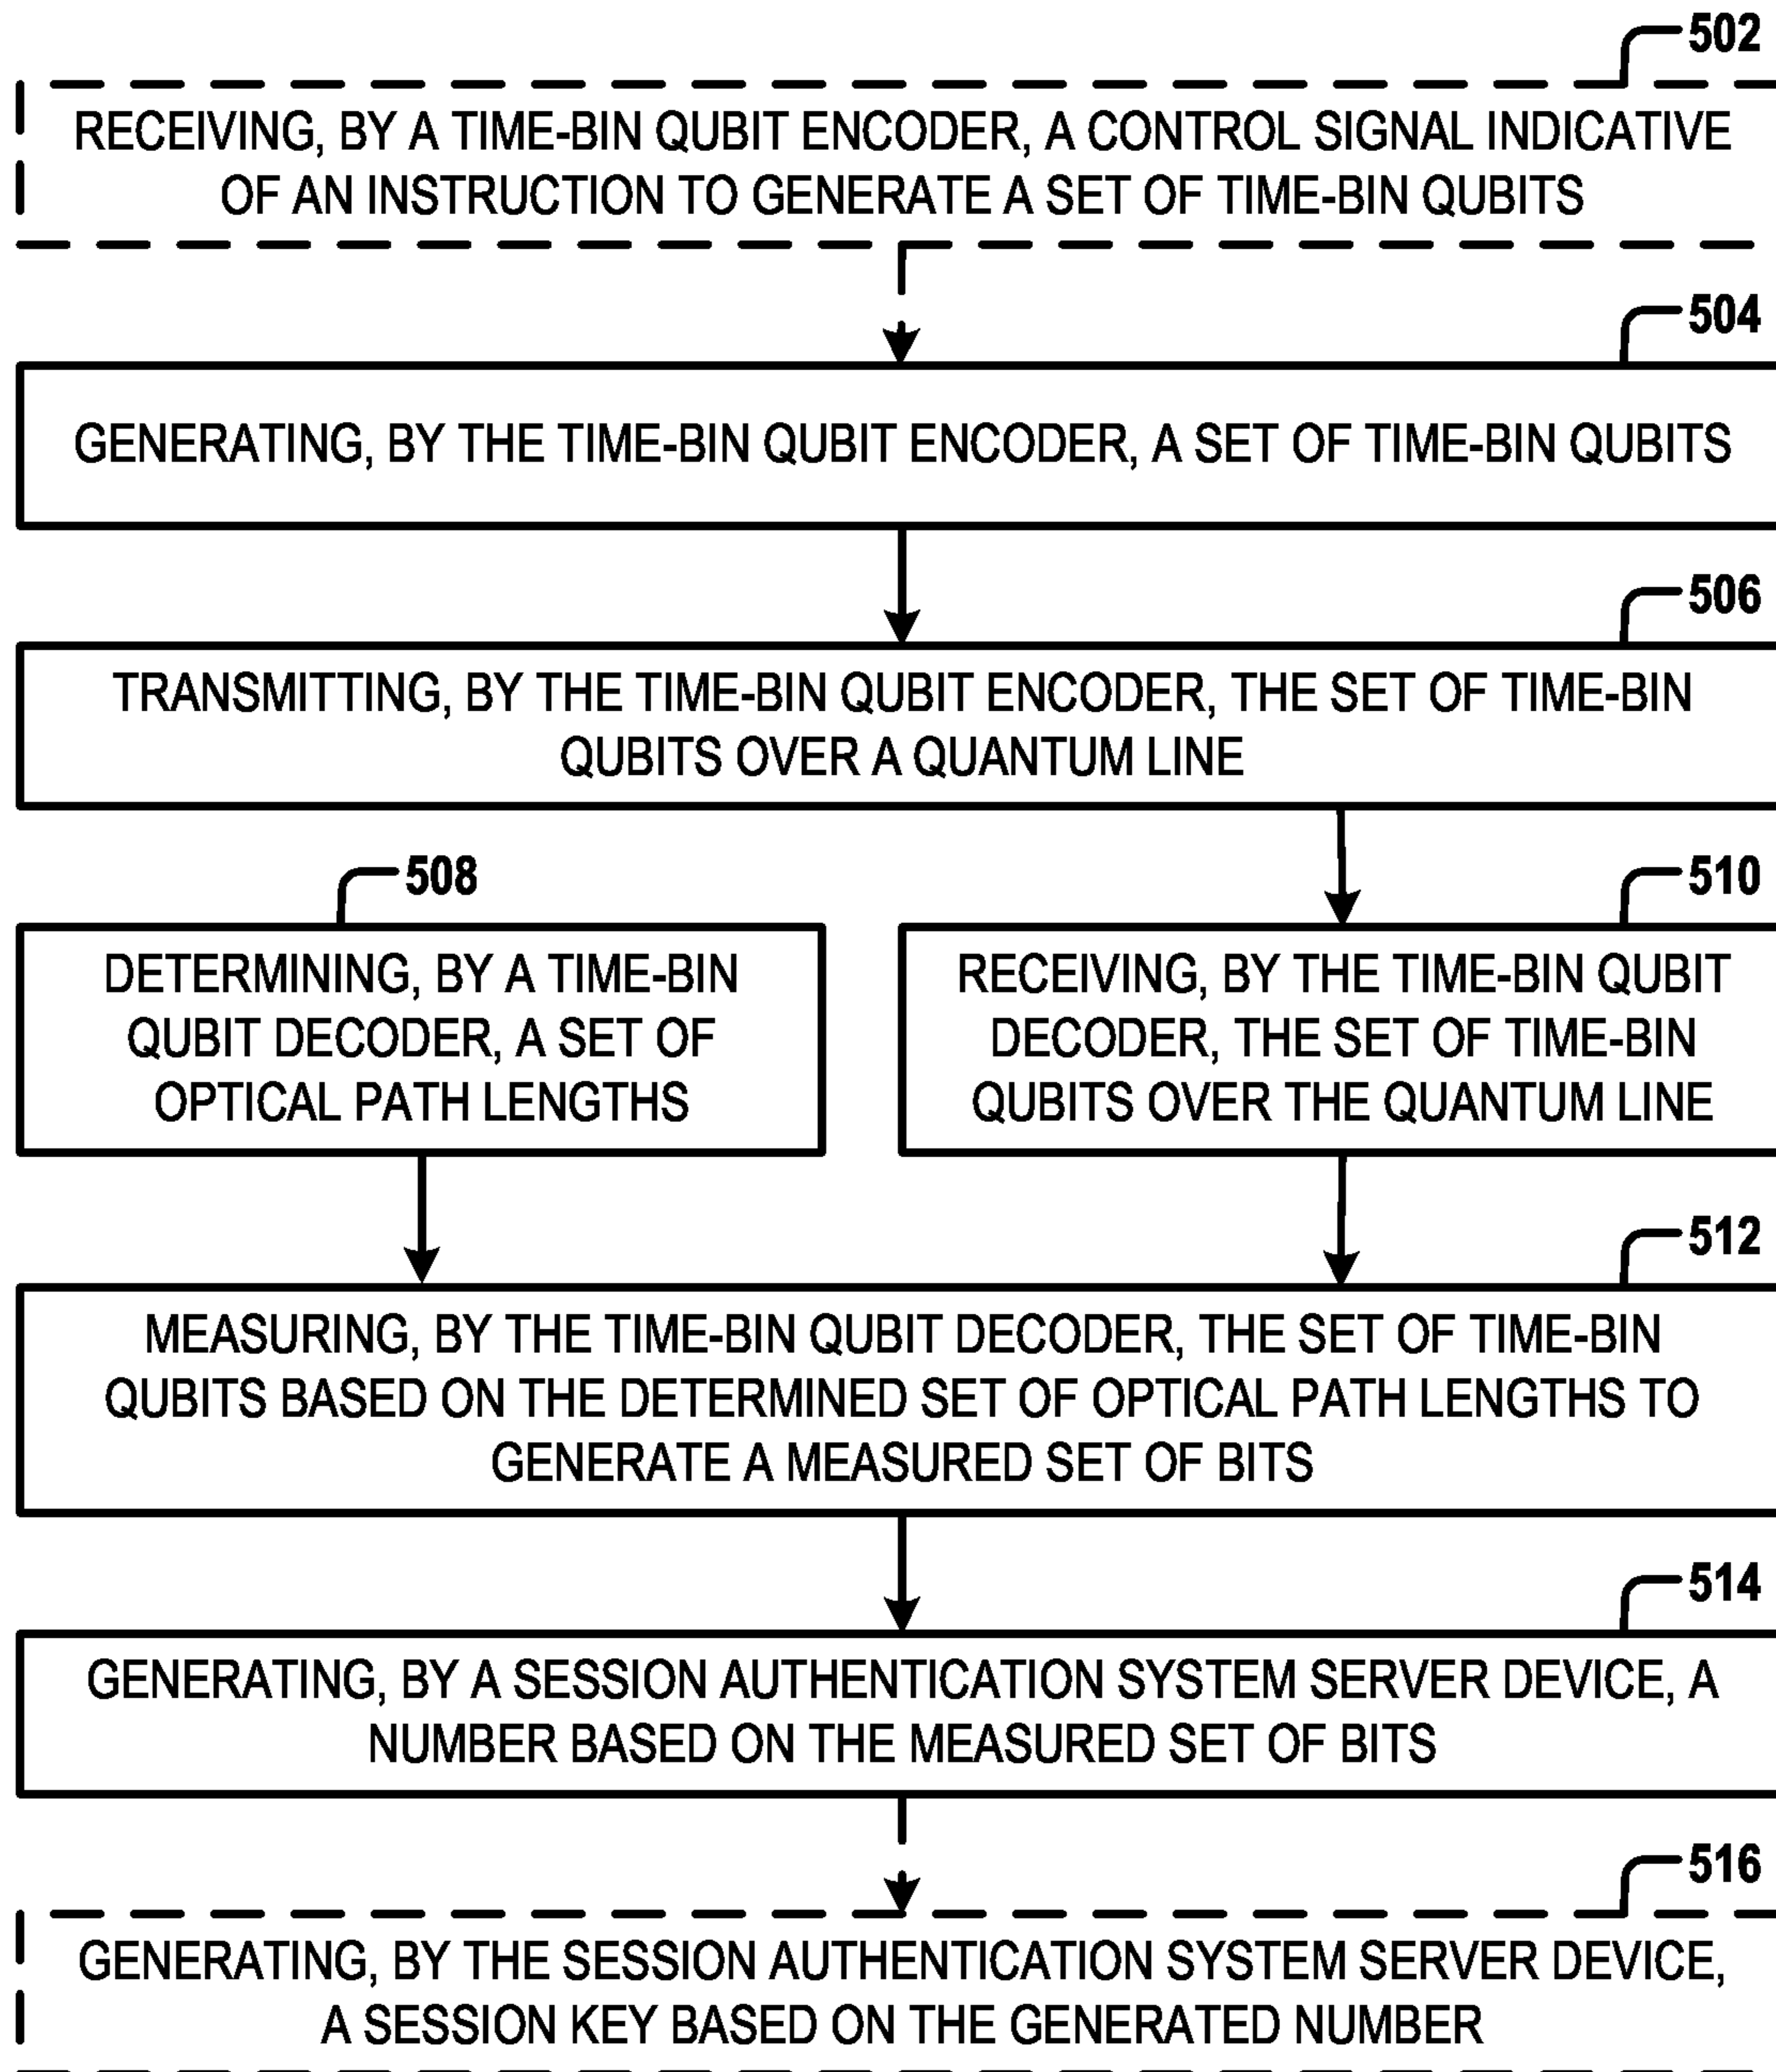 502
RECEIVING, BY A TIME-BIN QUBIT ENCODER, A CONTROL SIGNAL INDICATIVE
OF AN INSTRUCTION TO GENERATE A SET OF TIME-BIN QUBITS
504
GENERATING, BY THE TIME-BIN QUBIT ENCODER, A SET OF TIME-BIN QUBITS
506
TRANSMITTING, BY THE TIME-BIN QUBIT ENCODER, THE SET OF TIME-BIN
QUBITS OVER A QUANTUM LINE
508
DETERMINING, BY A TIME-BIN
QUBIT DECODER, A SET OF
OPTICAL PATH LENGTHS
510
RECEIVING, BY THE TIME-BIN QUBIT
DECODER, THE SET OF TIME-BIN
QUBITS OVER THE QUANTUM LINE
512
MEASURING, BY THE TIME-BIN QUBIT DECODER, THE SET OF TIME-BIN
QUBITS BASED ON THE DETERMINED SET OF OPTICAL PATH LENGTHS TO
GENERATE A MEASURED SET OF BITS
514
GENERATING, BY A SESSION AUTHENTICATION SYSTEM SERVER DEVICE, A
NUMBER BASED ON THE MEASURED SET OF BITS
516
GENERATING, BY THE SESSION AUTHENTICATION SYSTEM SERVER DEVICE,
A SESSION KEY BASED ON THE GENERATED NUMBER